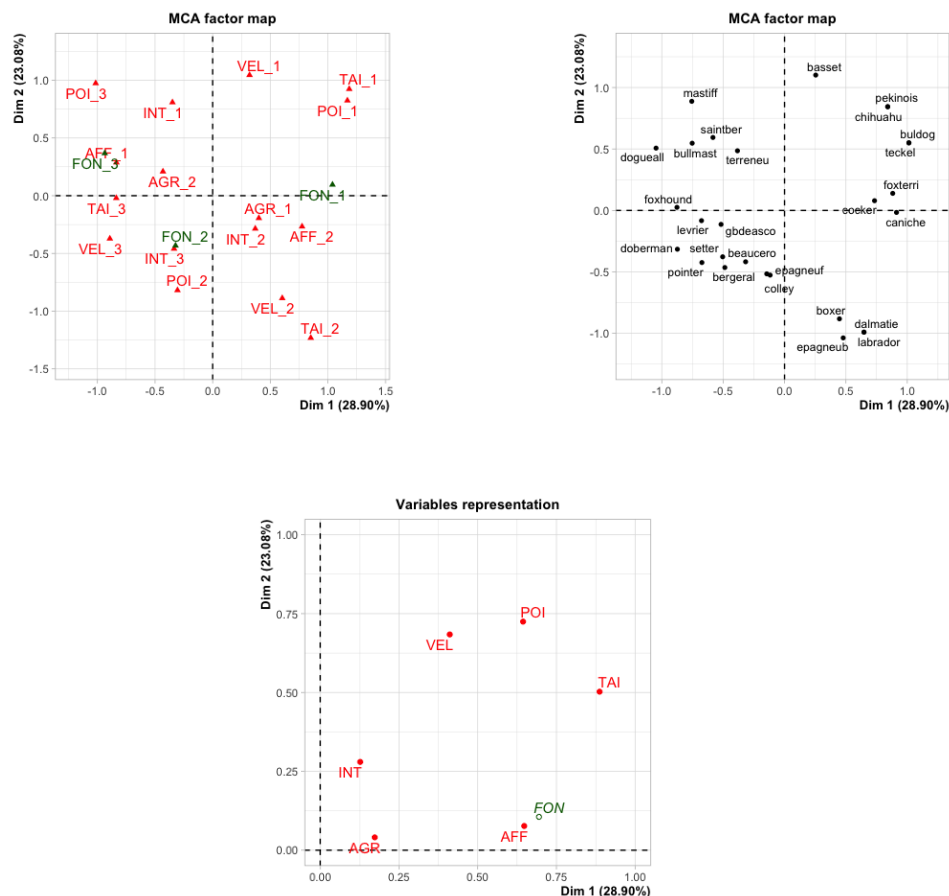 MCA factor map
Dim 2 (23.08%)
1.0
0.5
0.0
-0.5
-1.0
-1.5
VEL_1
TAI_1
POI_3
POI_1
INT_1
AFF_1
FON_3
AGR_2
FON_1
TAI_3
AGR_1
FON_2
INT_2
AFF_2
VEL_3
INT_3
POI_2
VEL_2
TAI_2
-1.0
-0.5
0.0
0.5
1.0
1.5
Dim 1 (28.90%)
MCA factor map
Dim 2 (23.08%)
1.0
0.5
0.0
-0.5
-1.0
basset
mastiff
pekinois
chihuahu
saintber
buldog
dogueall
bullmast
terreneu
teckel
foxterri
foxhound
cocker
caniche
levrier
gbdeasco
doberman
setter
beaucero
pointer
bergeral
epagneuf
colley
boxer
dalmatie
epagneub
labrador
-1.0
-0.5
0.0
0.5
1.0
Dim 1 (28.90%)
Variables representation
Dim 2 (23.08%)
1.00
0.75
0.50
0.25
0.00
POI
VEL
TAI
INT
FON
AFF
AGR
0.00
0.25
0.50
0.75
1.00
Dim 1 (28.90%)